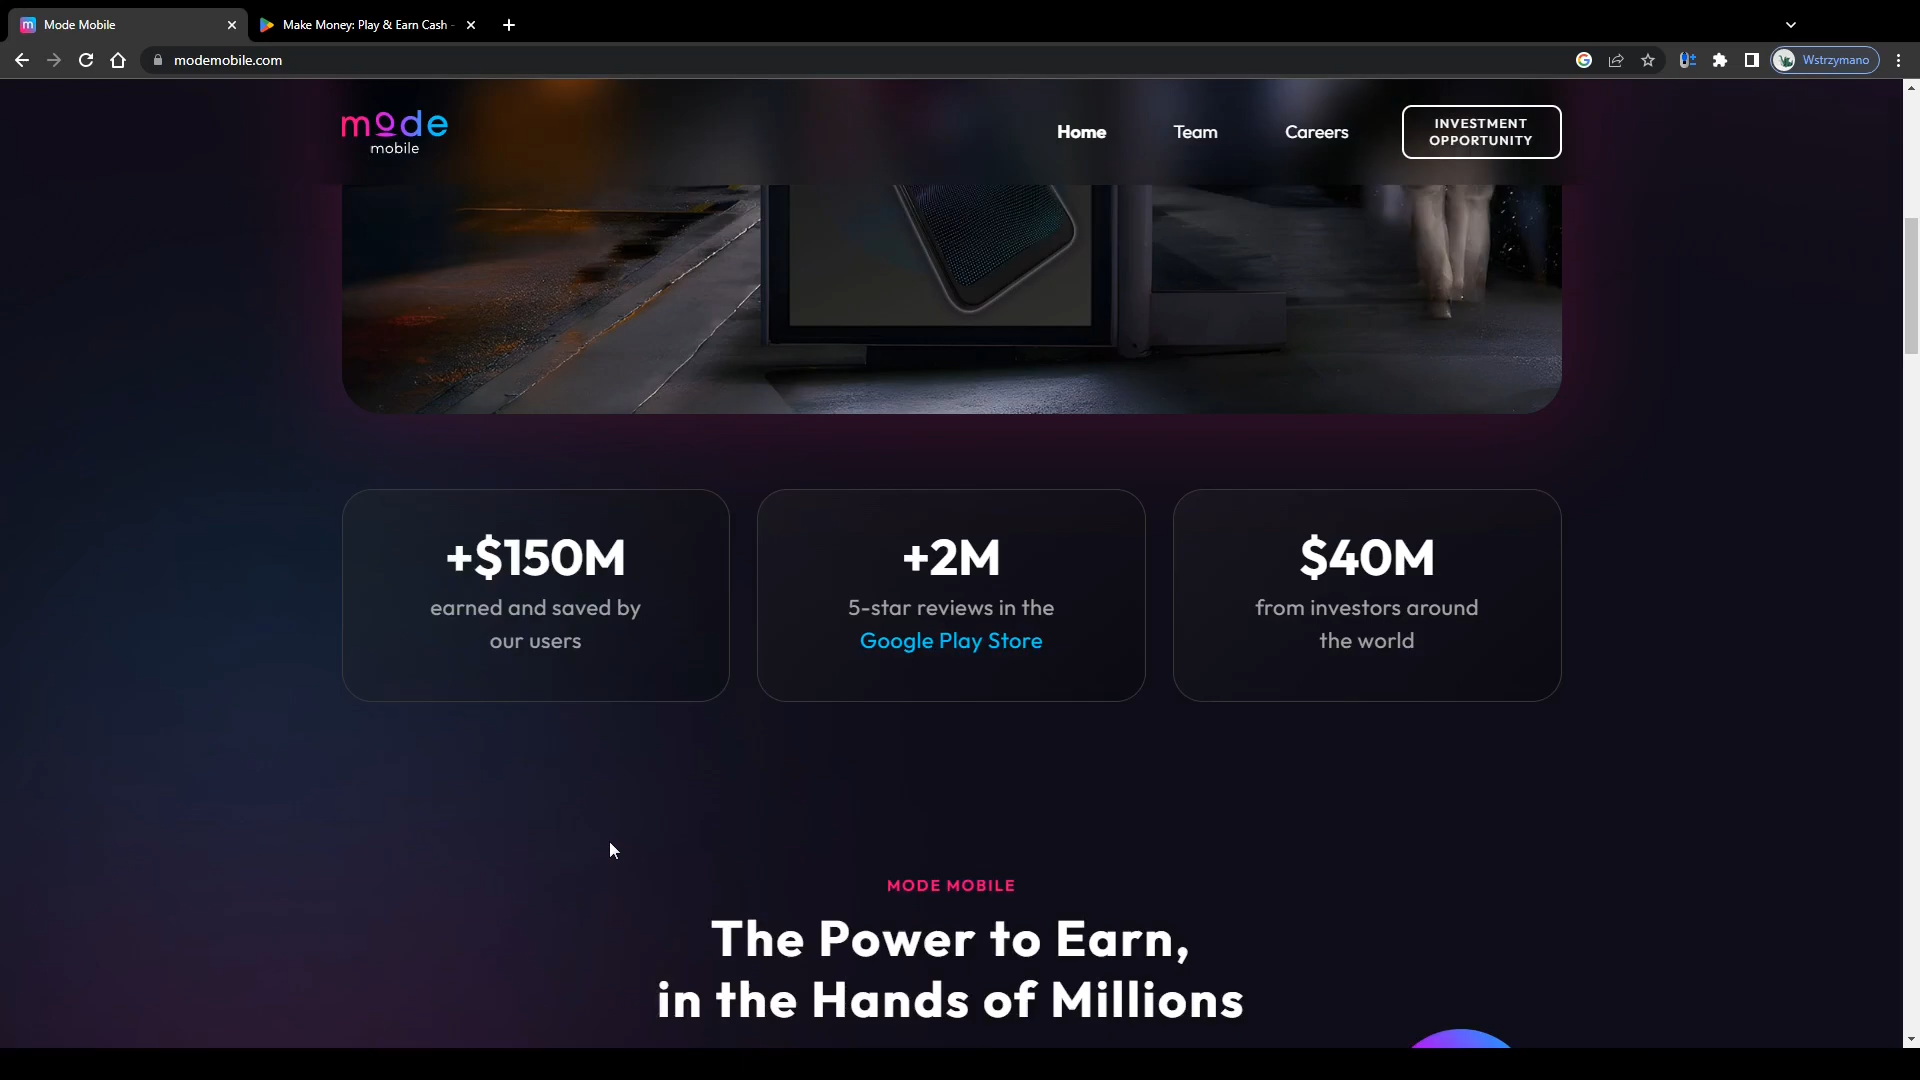 Mode Mobile
Make Money: Play & Earn Cash -
modemobile.com
Wstrzymano
mode
mobile
Home
Team
Careers
INVESTMENT
OPPORTUNITY
+$150M
earned and saved by
our users
+2M
5-star reviews in the
Google Play Store
$40M
from investors around
the world
MODE MOBILE
The Power to Earn,
in the Hands of Millions